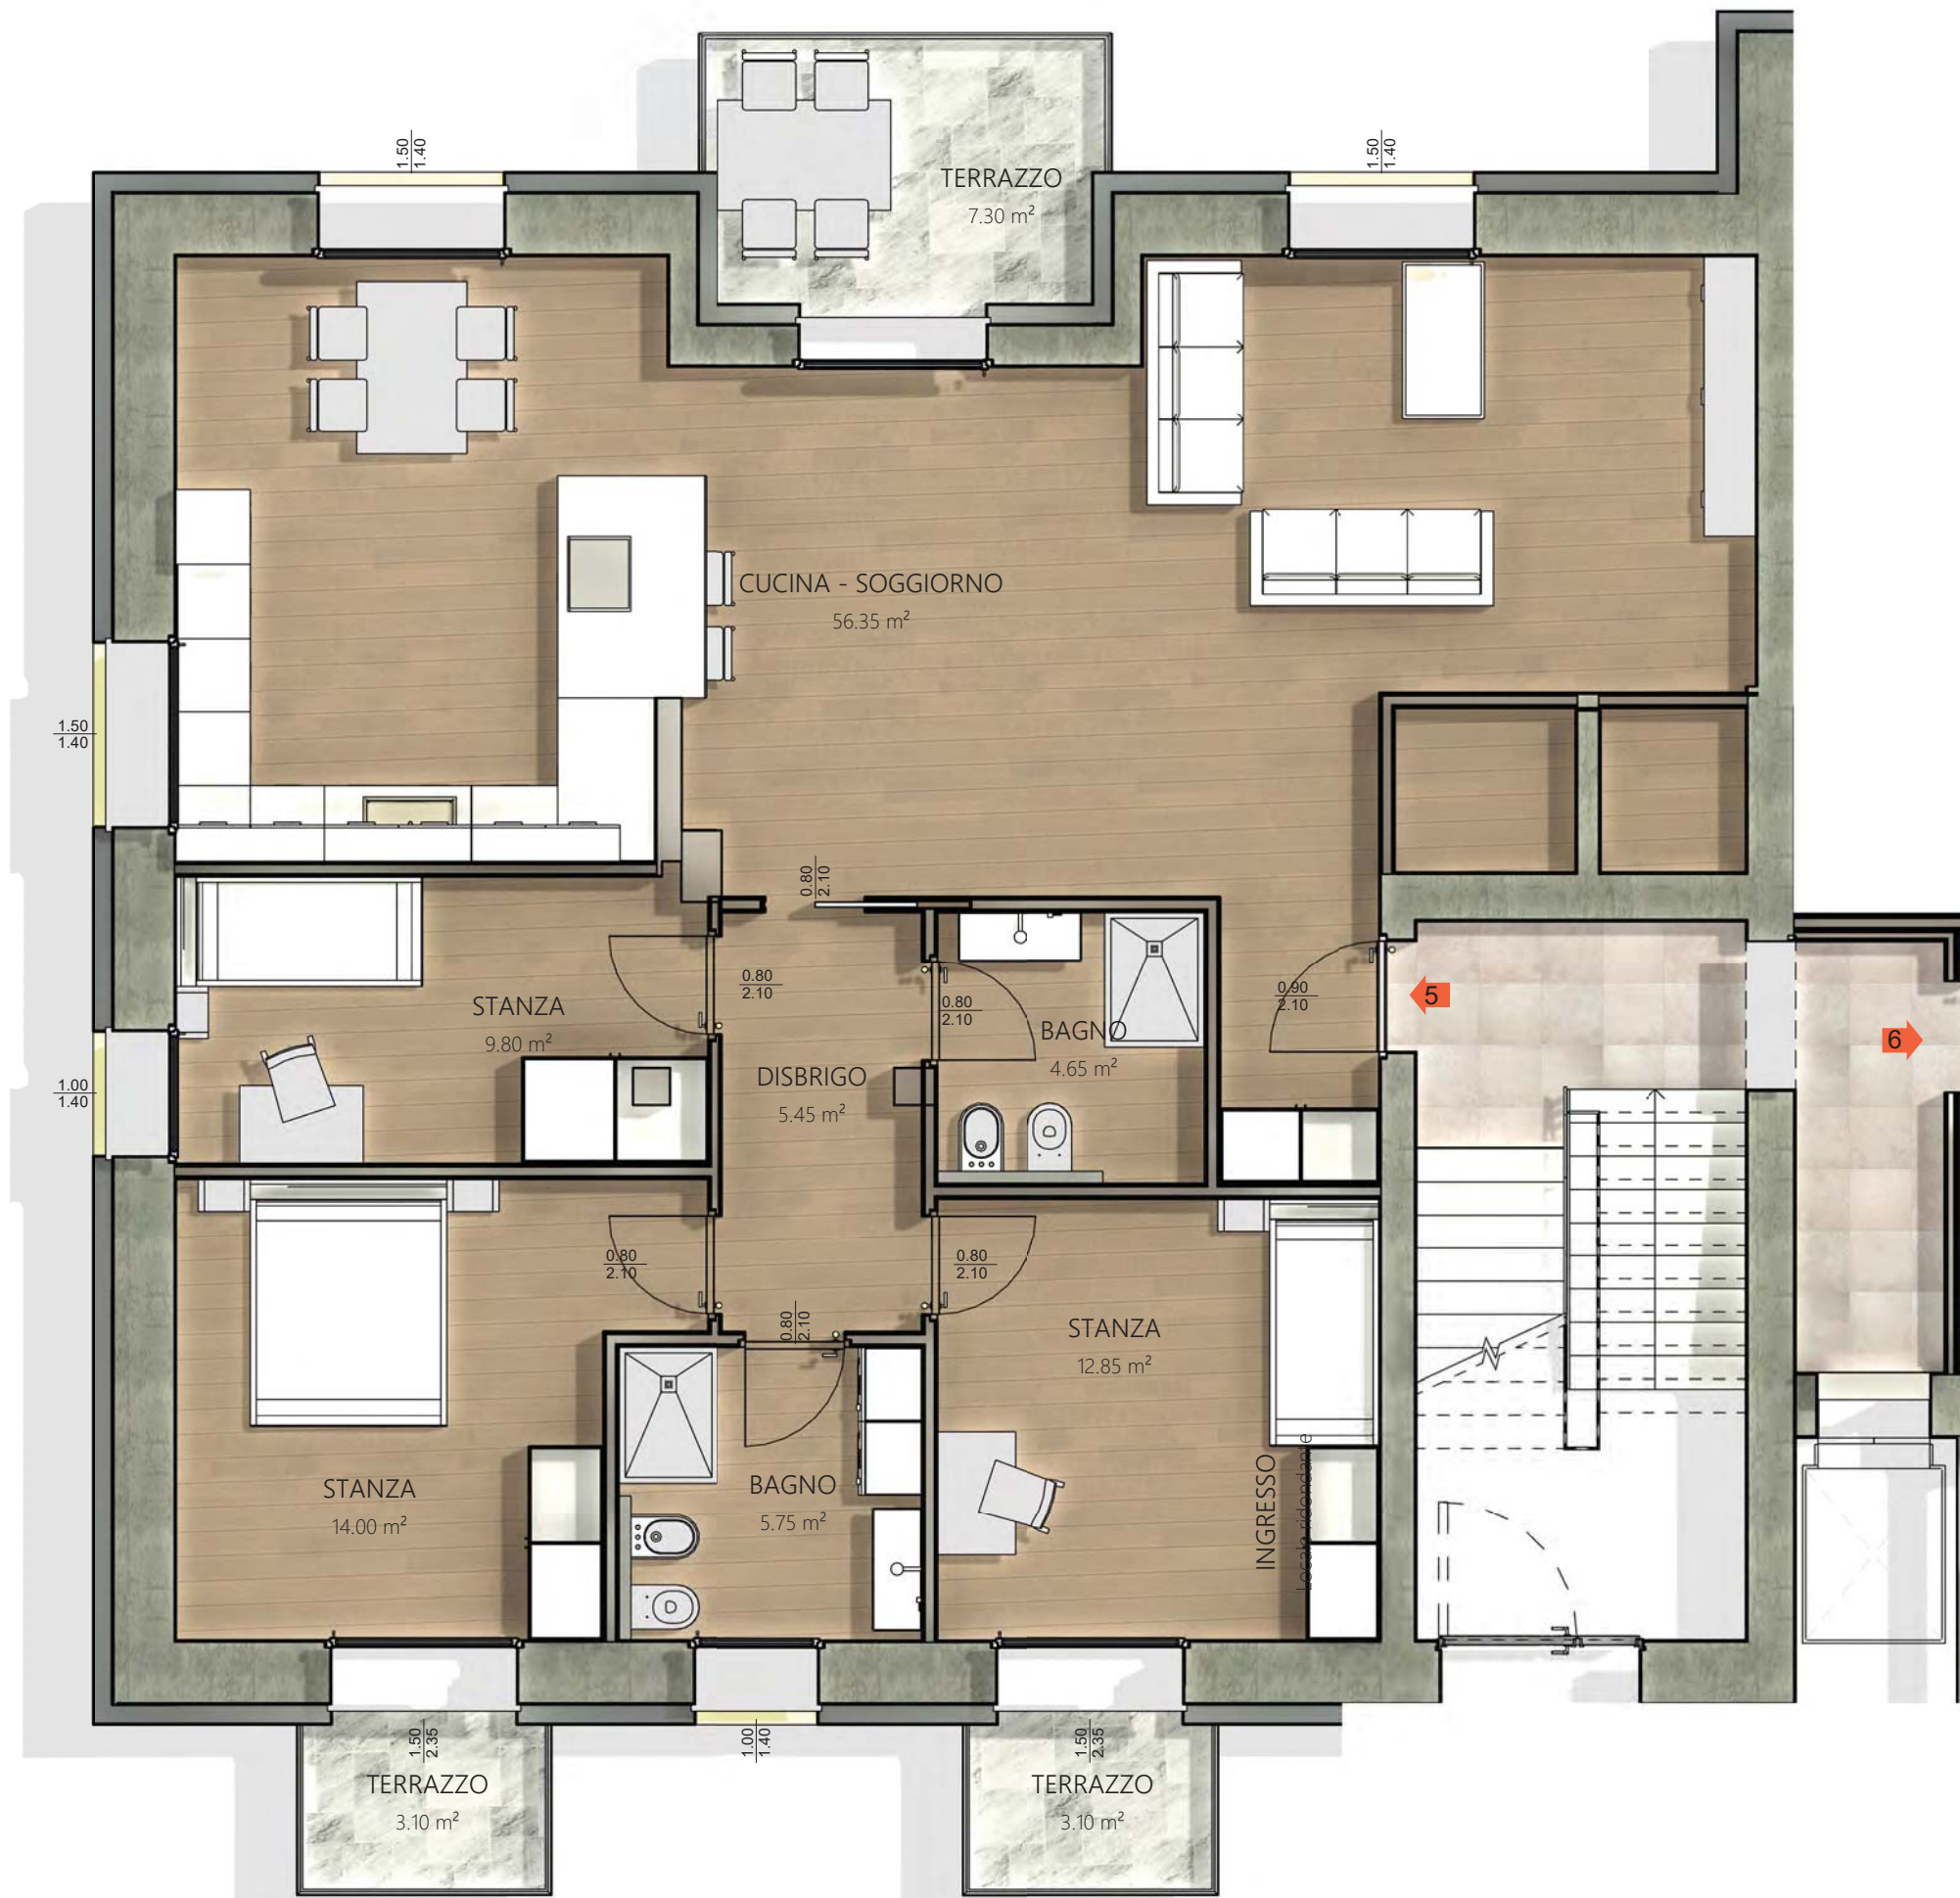 1.50
1.40
1.50
1.40
TERRAZZO
7.30 m²
CUCINA - SOGGIORNO
56.35 m²
1.50
1.40
0.80
2.10
STANZA
9.80 m²
0.80
2.10
0.80
2.10
BAGNO
4.65 m²
0.90
2.10
5
6
1.00
1.40
DISBRIGO
5.45 m²
0.80
2.10
0.80
2.10
0.80
2.10
STANZA
12.85 m²
STANZA
14.00 m²
BAGNO
5.75 m²
INGRESSO
Locale ridondante
1.50
2.35
1.00
1.40
1.50
2.35
TERRAZZO
3.10 m²
TERRAZZO
3.10 m²